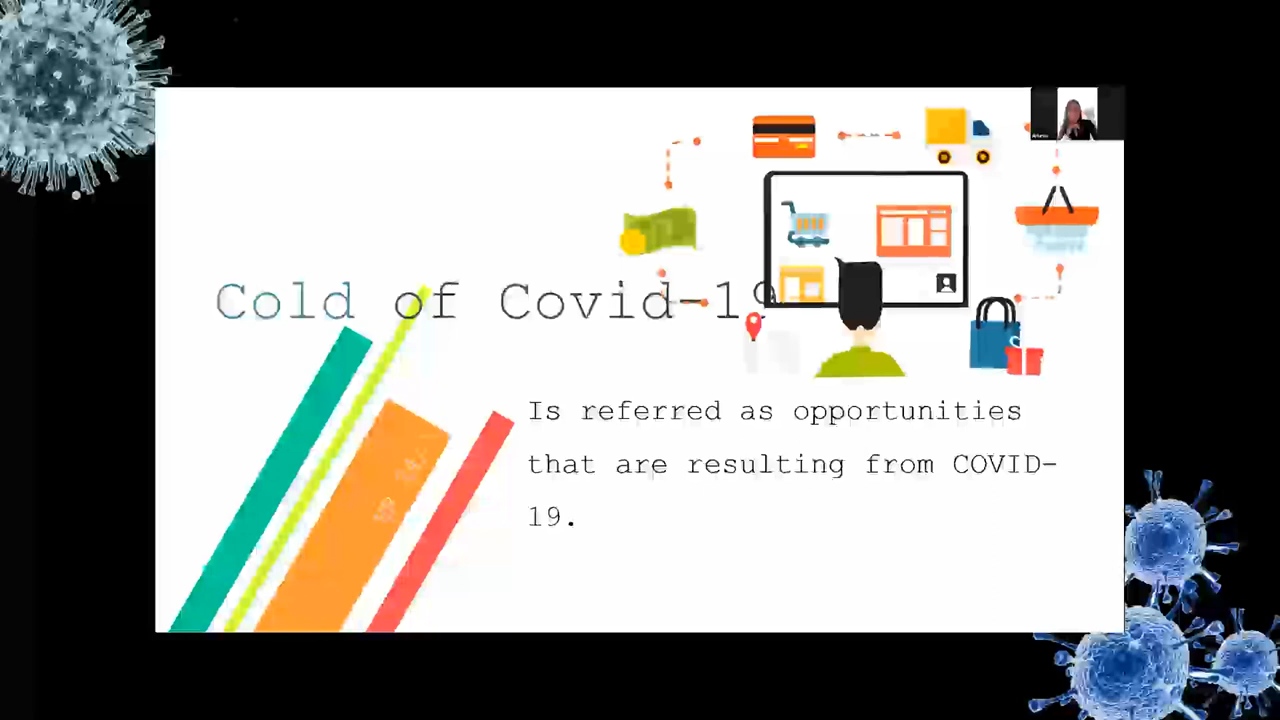 Cold of Covid-19
Is referred as opportunities
that are resulting from COVID-
19.